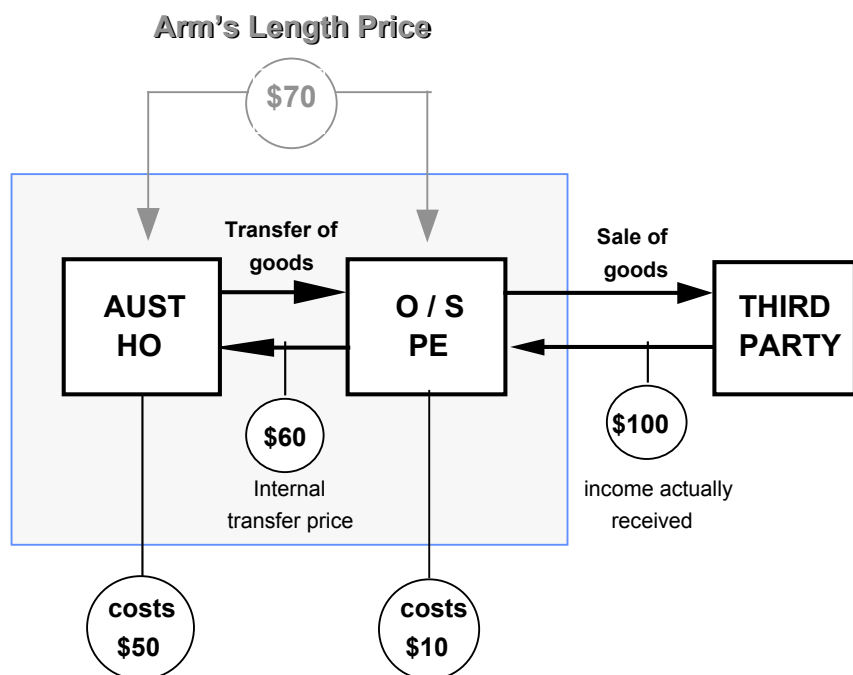 Arm's Length Price
$70
Transfer of
goods
Sale of
goods
AUST
HO
O / S
PE
THIRD
PARTY
$60
$100
Internal
transfer price
income actually
received
costs
$50
costs
$10